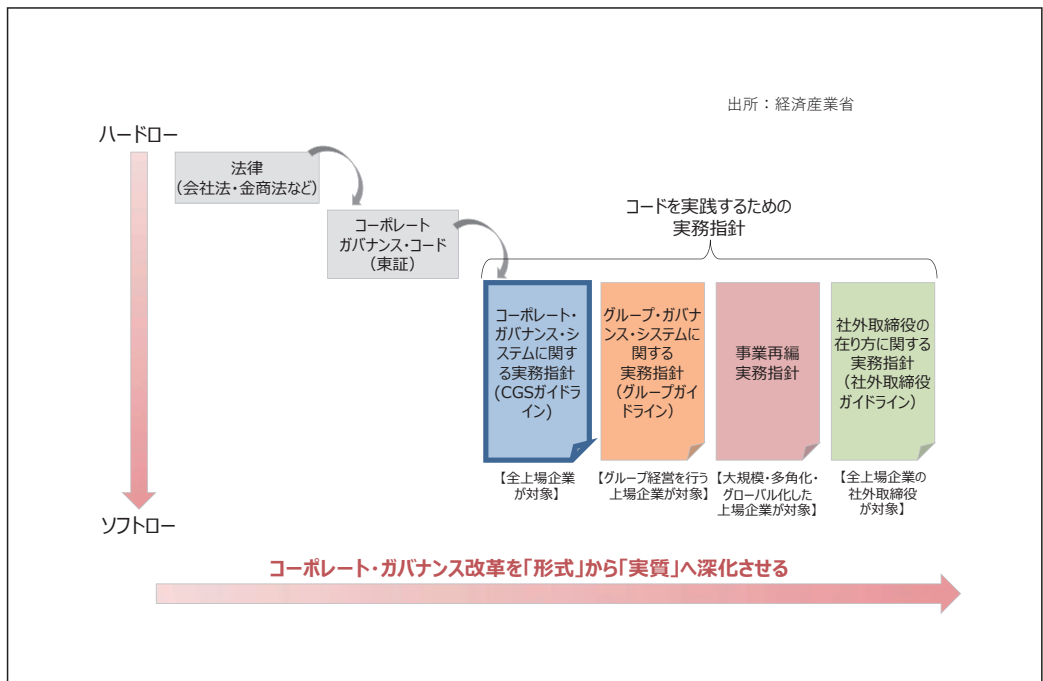 出所：経済産業省
ハードロー
法律
（会社法・金商法など）
コーポレート
ガバナンス・コード
（東証）
コードを実践するための
実務指針
コーポレート・
ガバナンス・シ
ステムに関す
る実務指針
(CGSガイドラ
イン)
グループ・ガバナ
ンス・システムに
関する
実務指針
（グループガイ
ドライン）
事業再編
実務指針
社外取締役の
在り方に関する
実務指針
（社外取締役
ガイドライン）
【全上場企業
が対象】
【グループ経営を行う
上場企業が対象】
【大規模・多角化・
グローバル化した
上場企業が対象】
【全上場企業の
社外取締役
が対象】
ソフトロー
コーポレート・ガバナンス改革を「形式」から「実質」へ深化させる